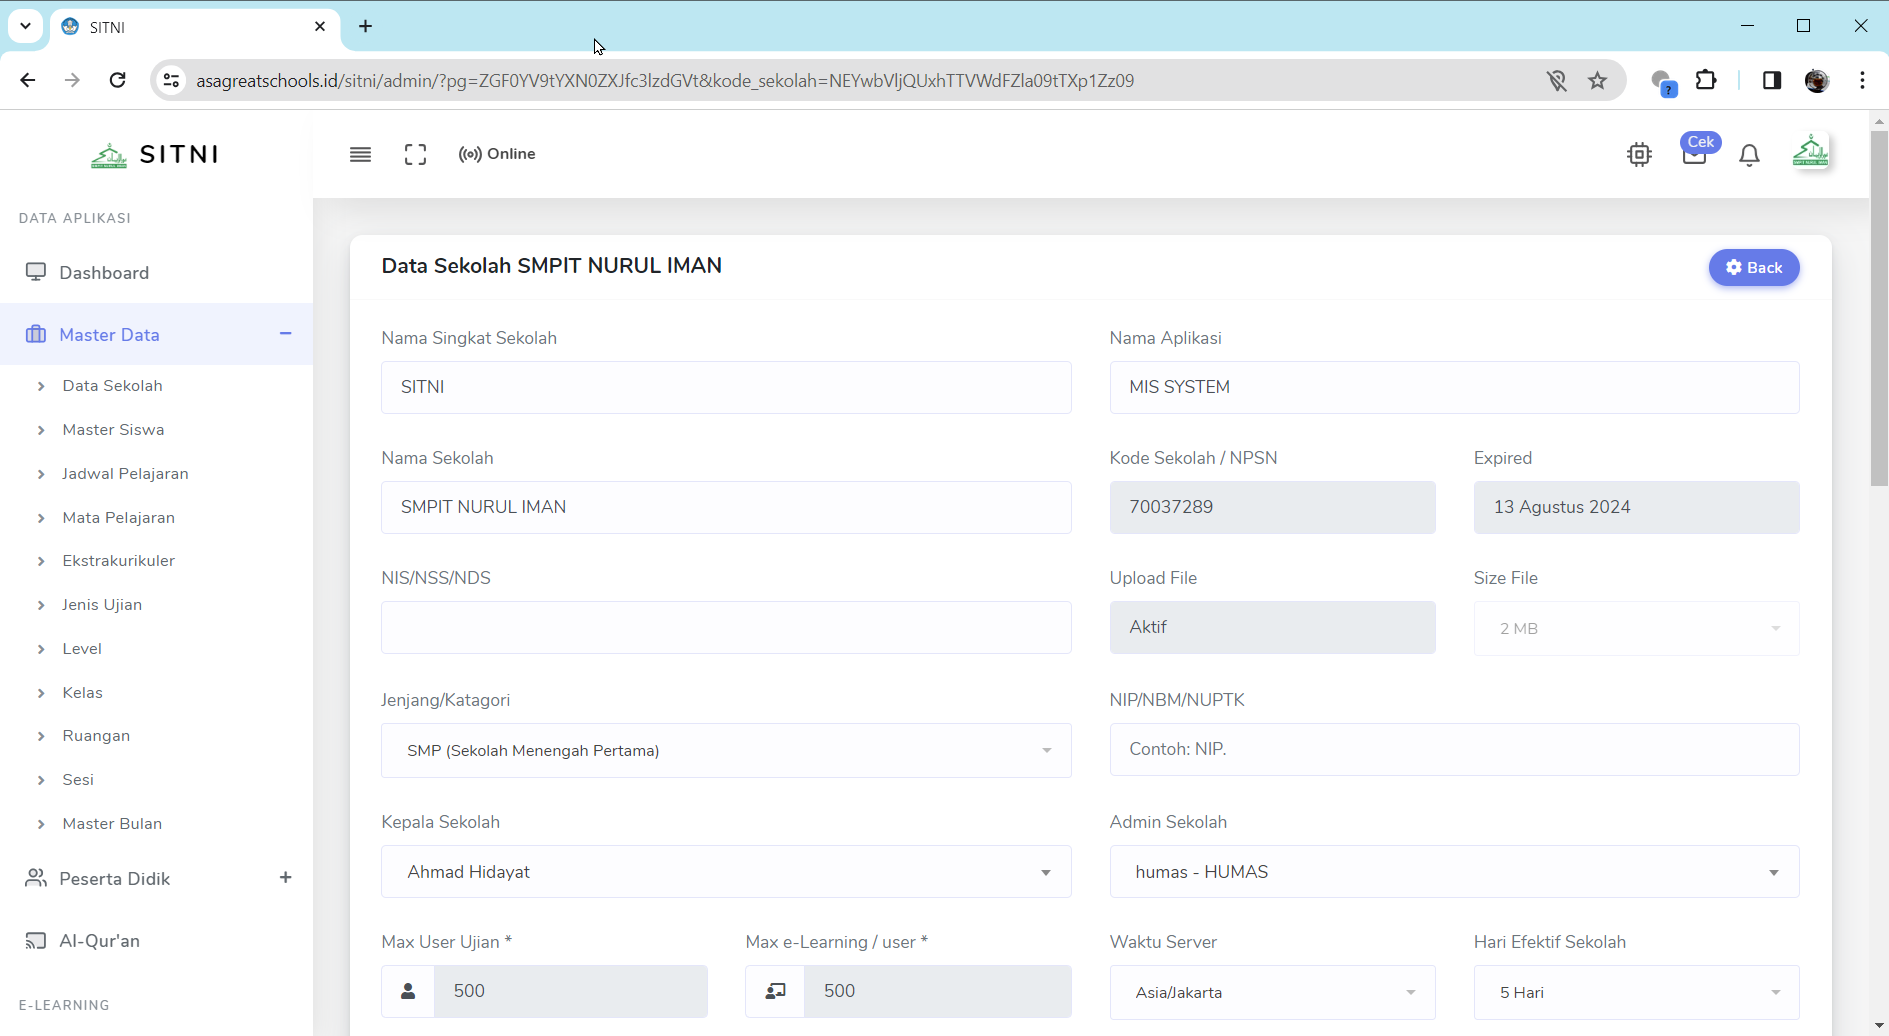 SITNI
asagreatschools.id/sitni/admin/?pg=ZGF0YV9tYXN0ZXJfc3lzdGVt&kode_sekolah=NEYwbVljQUxhTTVWdFZla09tTXp1Zz09
?
SITNI
Online
Cek
DATA APLIKASI
Dashboard
Master Data
Data Sekolah
Master Siswa
Jadwal Pelajaran
Mata Pelajaran
Ekstrakurikuler
Jenis Ujian
Level
Kelas
Ruangan
Sesi
Master Bulan
Peserta Didik
Al-Qur'an
E-LEARNING
Data Sekolah SMPIT NURUL IMAN
Back
Nama Singkat Sekolah
SITNI
Nama Aplikasi
MIS SYSTEM
Nama Sekolah
SMPIT NURUL IMAN
Kode Sekolah / NPSN
70037289
Expired
13 Agustus 2024
NIS/NSS/NDS
Upload File
Aktif
Size File
2 MB
Jenjang/Katagori
SMP (Sekolah Menengah Pertama)
NIP/NBM/NUPTK
Contoh: NIP.
Kepala Sekolah
Ahmad Hidayat
Admin Sekolah
humas - HUMAS
Max User Ujian *
500
Max e-Learning / user *
500
Waktu Server
Asia/Jakarta
Hari Efektif Sekolah
5 Hari